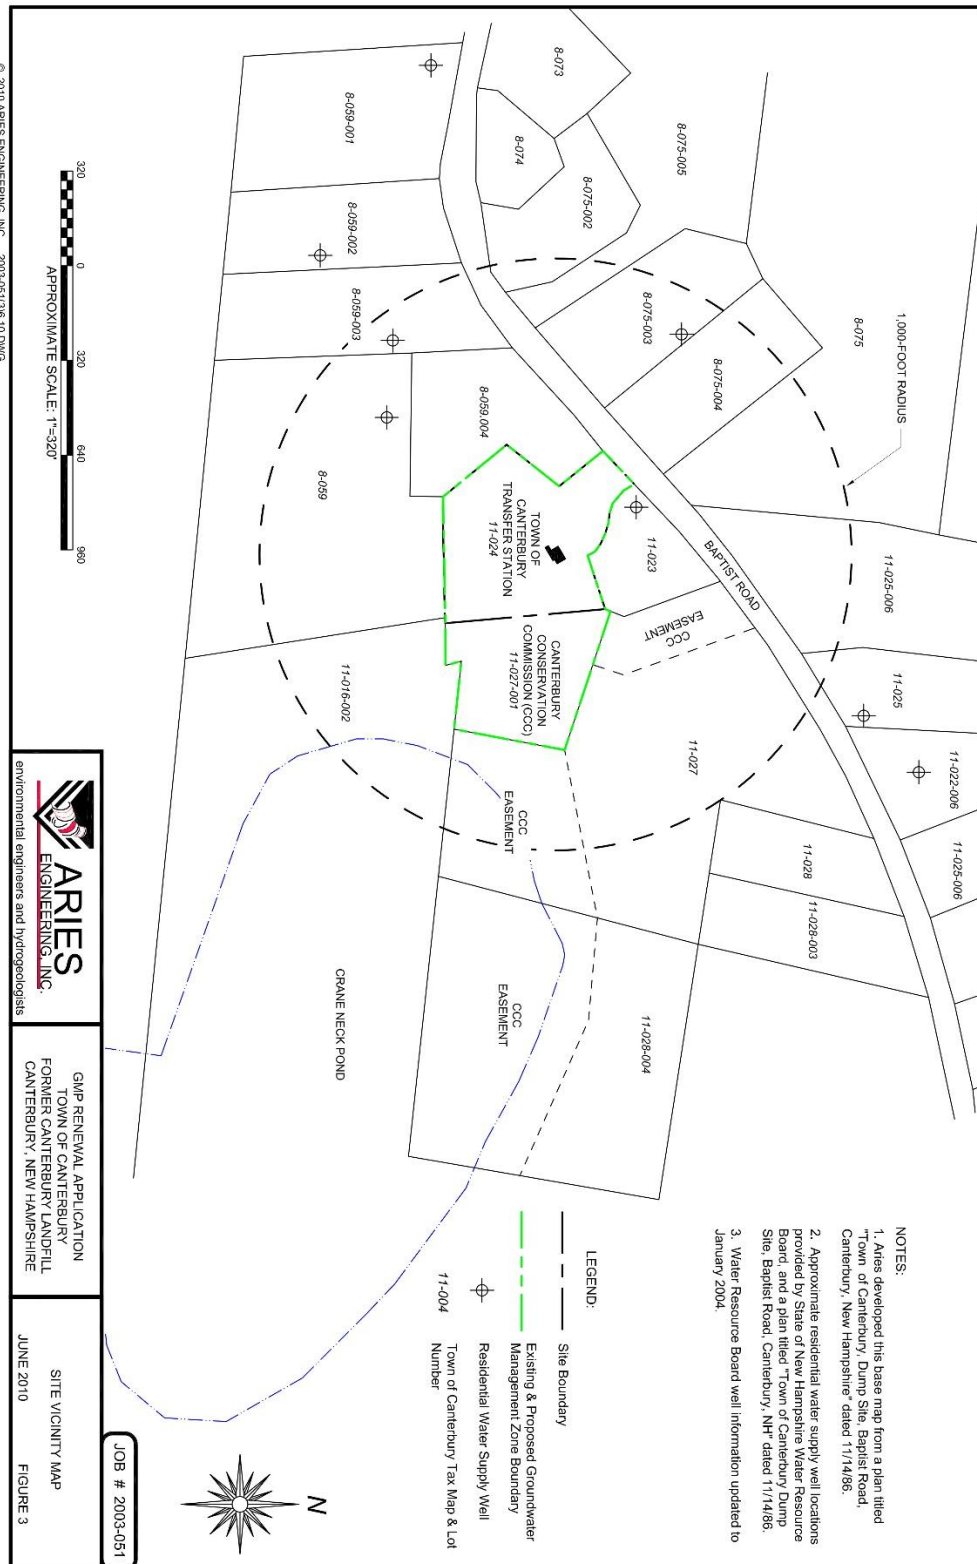 8-073
8-074
8-075-002
8-075-005
8-059-001
8-059-002
8-059-003
8-075-003
8-075-004
8-075
1,000-FOOT RADIUS
8-059.004
8-059
TOWN OF
CANTERBURY
TRANSFER STATION
11-024
11-023
BAPTIST ROAD
CCC
EASEMENT
11-025-006
11-025
11-022-006
11-025-006
CANTERBURY
CONSERVATION
COMMISSION (CCC)
11-027-001
11-016-002
11-027
11-028
11-028-003
CCC
EASEMENT
CCC
EASEMENT
11-028-004
CRANE NECK POND
NOTES:
1. Aries developed this base map from a plan titled
"Town of Canterbury, Dump Site, Baptist Road,
Canterbury, New Hampshire" dated 11/14/86.
2. Approximate residential water supply well locations
provided by State of New Hampshire Water Resource
Board, and a plan titled "Town of Canterbury Dump
Site, Baptist Road, Canterbury, NH" dated 11/14/86.
3. Water Resource Board well information updated to
January 2004.
LEGEND:
Site Boundary
Existing & Proposed Groundwater
Management Zone Boundary
Residential Water Supply Well
11-004
Town of Canterbury Tax Map & Lot
Number
N
320
0
320
640
960
APPROXIMATE SCALE: 1"=320'
© 2010 ARIES ENGINEERING, INC. 2003-051/3/6.10.DWG
ARIES
ENGINEERING, INC.
environmental engineers and hydrogeologists
GMP RENEWAL APPLICATION
TOWN OF CANTERBURY
FORMER CANTERBURY LANDFILL
CANTERBURY, NEW HAMPSHIRE
SITE VICINITY MAP
JUNE 2010
FIGURE 3
JOB # 2003-051